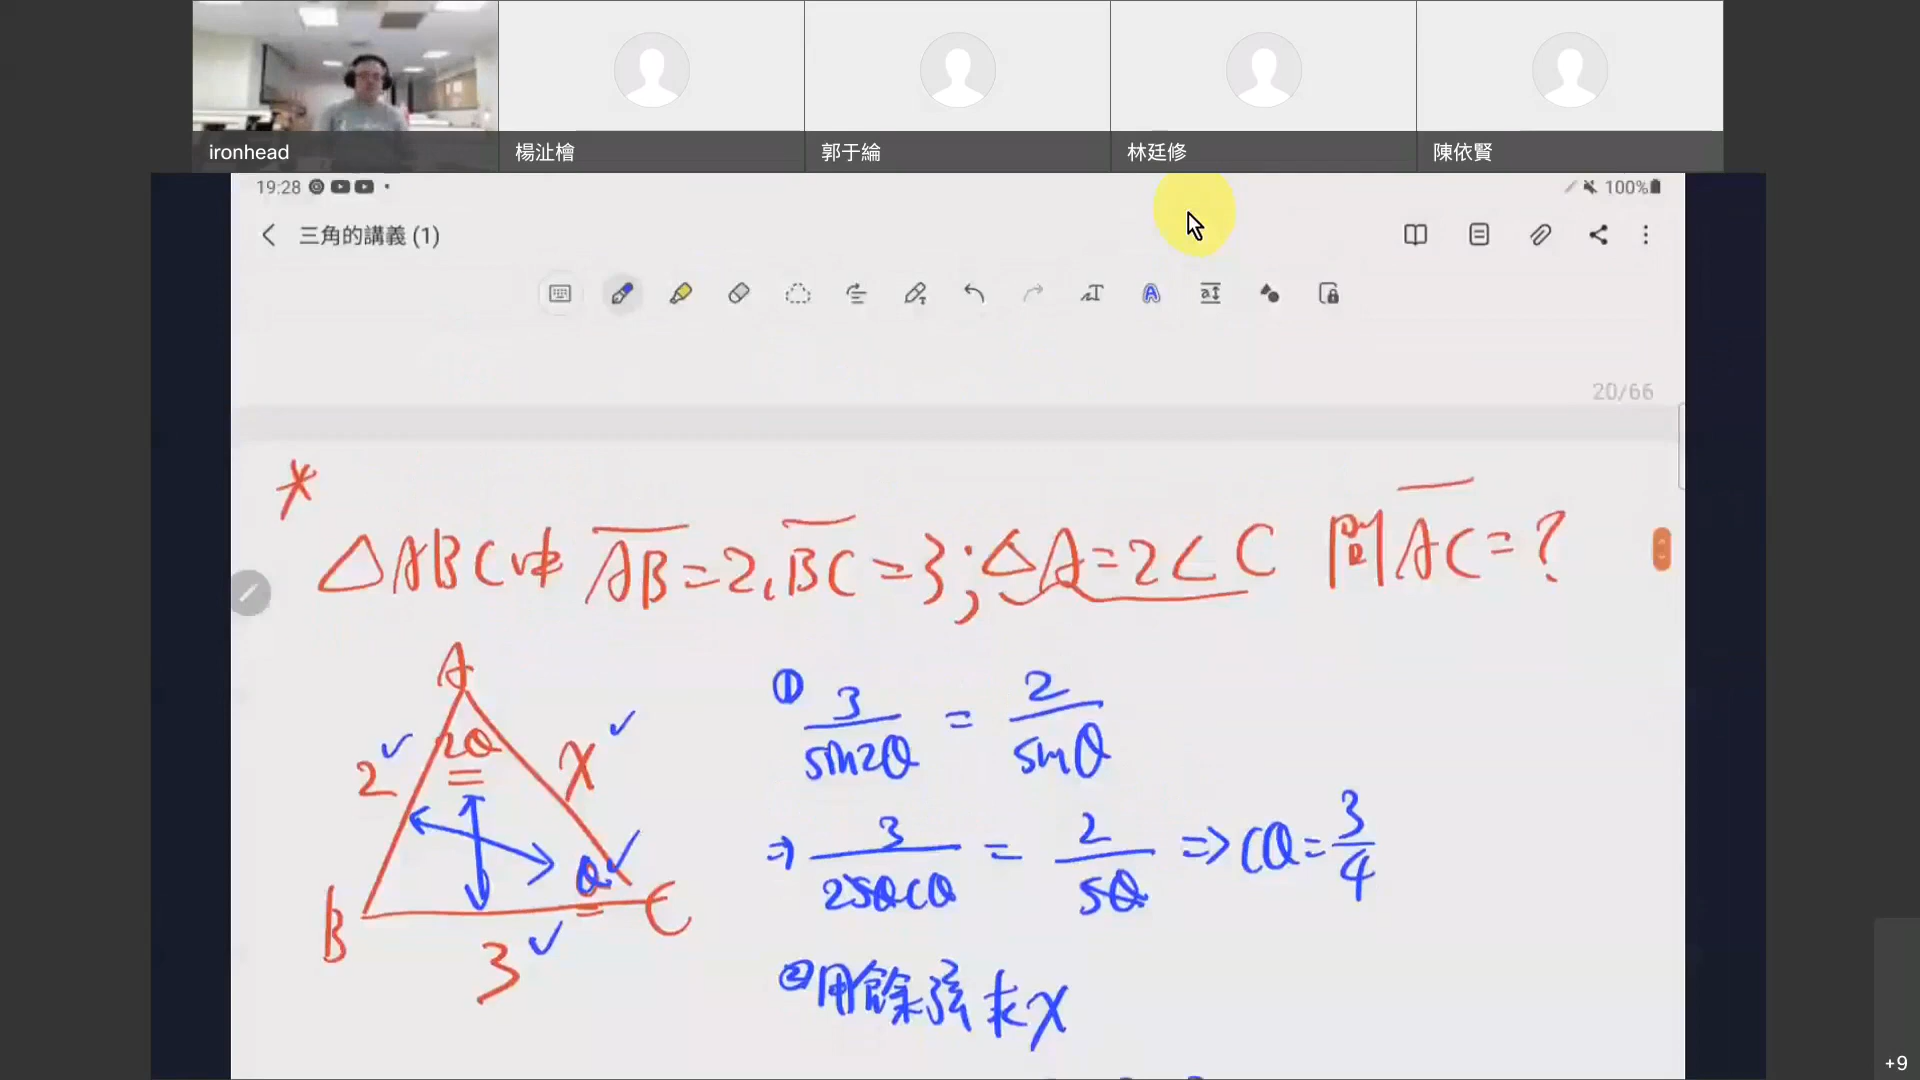 ironhead
楊沚檜
郭于綸
林廷修
陳依賢
19:28
100%
三角的講義 (1)
20/66
*
△ABC中 AB=2, BC=3; △A=2∠C 問AC=?
A
2θ
2
x
θ
B
3
C
① 3/sin2θ = 2/sinθ
⇒ 3/2SθCθ = 2/Sθ ⇒ Cθ=3/4
②用餘弦求x
+9